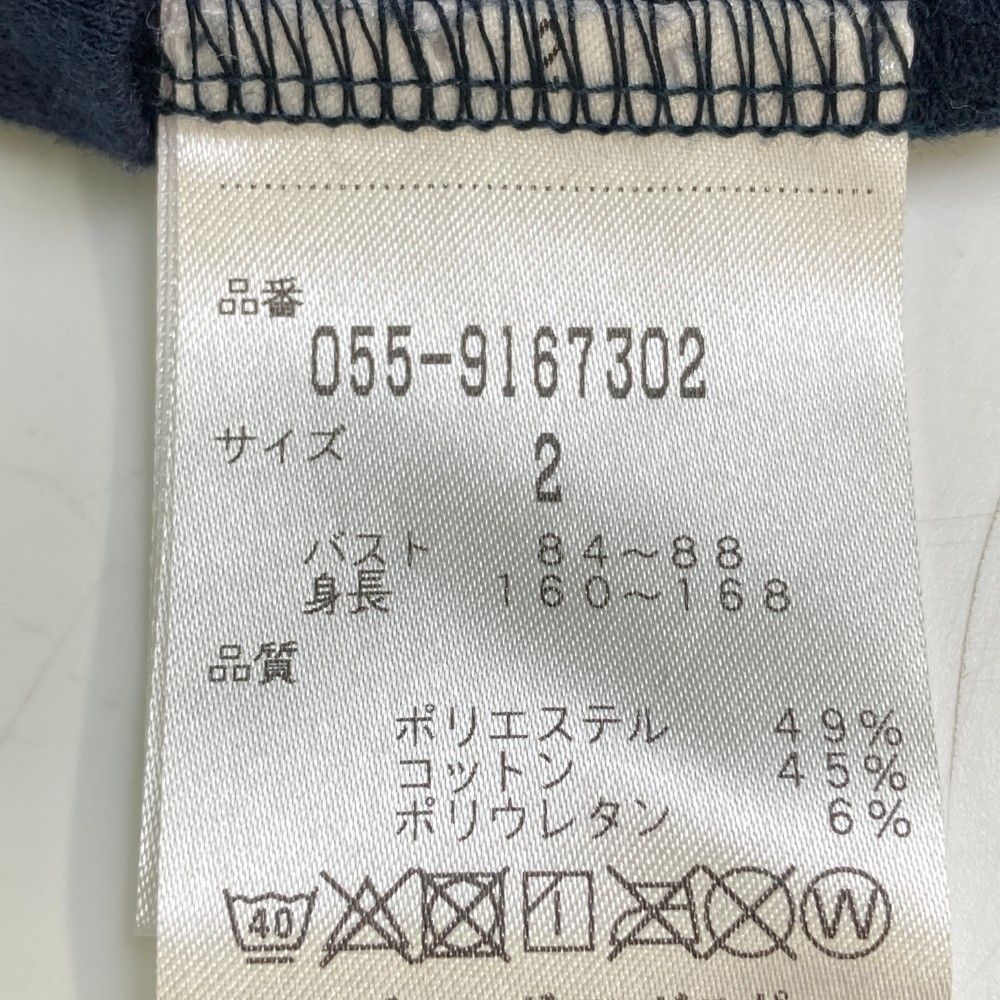 品番
055-9167302
サイズ
2
バスト 84～88
身長 160～168
品質
ポリエステル 49%
コットン 45%
ポリウレタン 6%
40 W